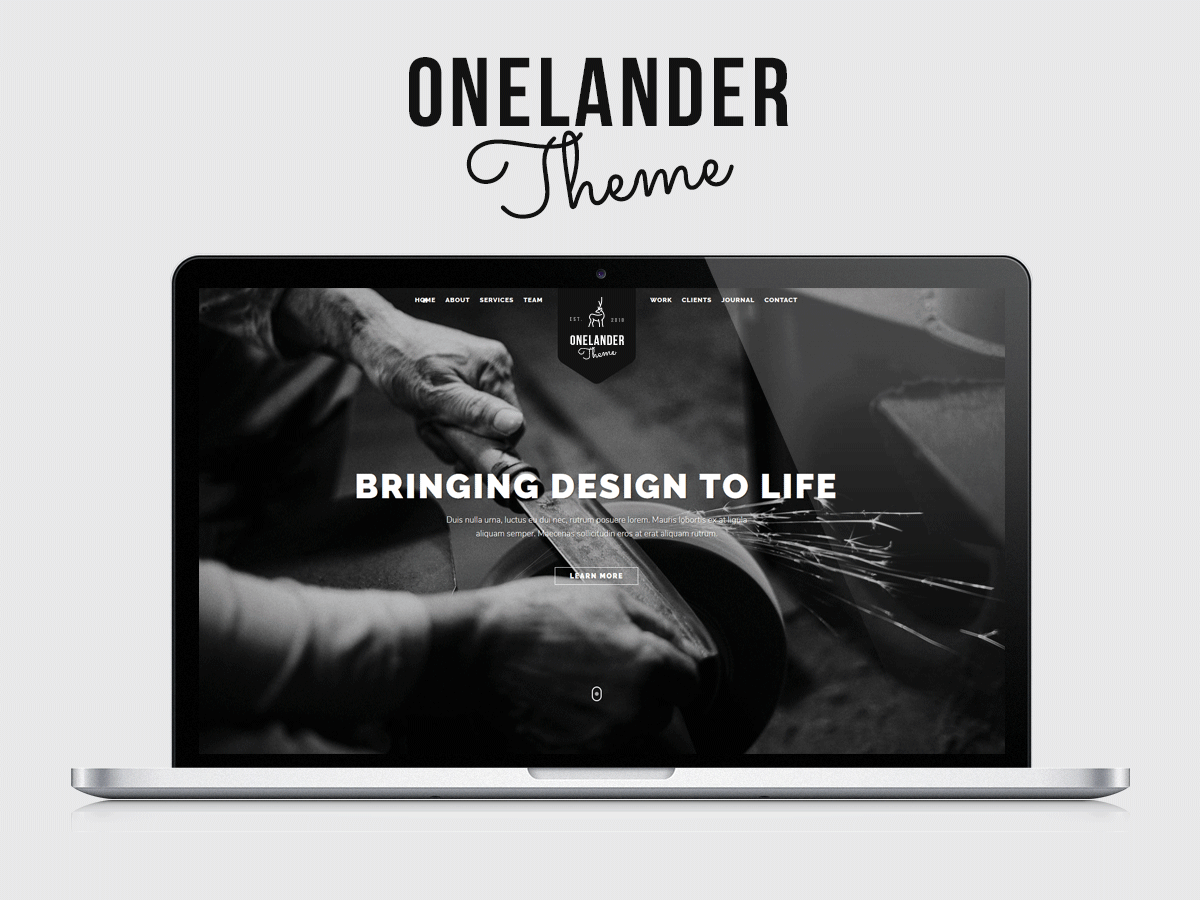 ONELANDER
Theme
HOME ABOUT SERVICES TEAM WORK CLIENTS JOURNAL CONTACT
EST. 2018
ONELANDER
Theme
BRINGING DESIGN TO LIFE
Duis nulla urna, luctus eu dui nec, rutrum posuere lorem. Mauris lobortis ex at ligula
aliquam semper. Maecenas sollicitudin eros at erat aliquam rutrum.
LEARN MORE